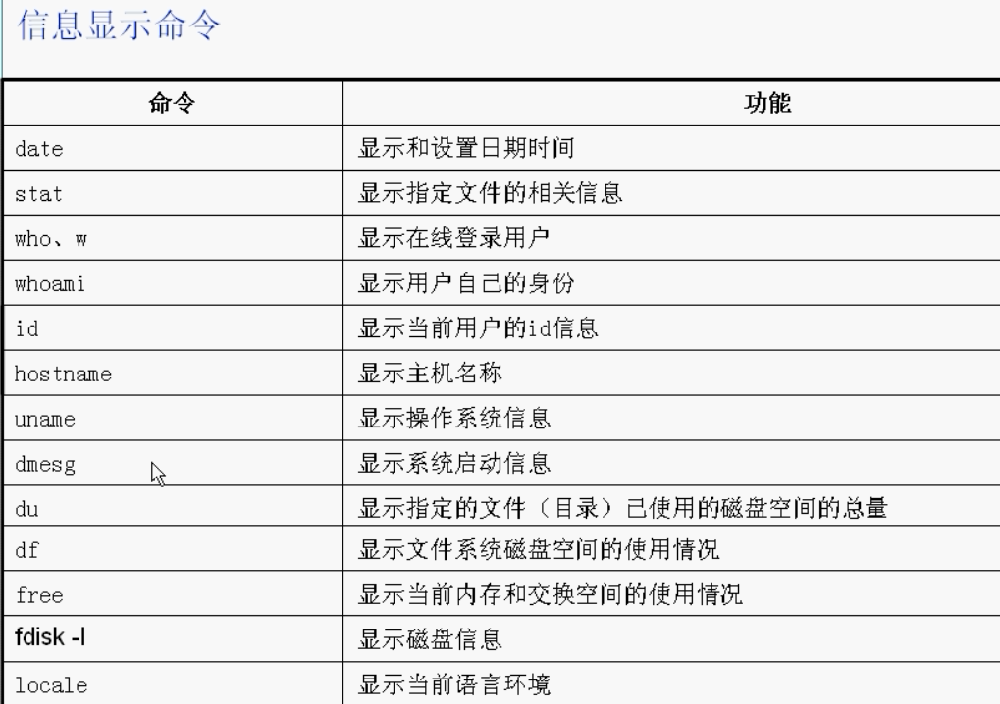 信息显示命令
命令 功能
date 显示和设置日期时间
stat 显示指定文件的相关信息
who、w 显示在线登录用户
whoami 显示用户自己的身份
id 显示当前用户的id信息
hostname 显示主机名称
uname 显示操作系统信息
dmesg 显示系统启动信息
du 显示指定的文件（目录）已使用的磁盘空间的总量
df 显示文件系统磁盘空间的使用情况
free 显示当前内存和交换空间的使用情况
fdisk -l 显示磁盘信息
locale 显示当前语言环境